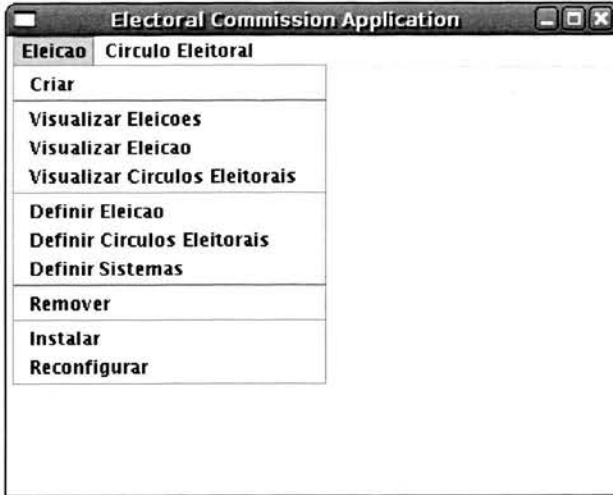 Electoral Commission Application
Eleicao Circulo Eleitoral
Criar
Visualizar Eleicoes
Visualizar Eleicao
Visualizar Circulos Eleitorais
Definir Eleicao
Definir Circulos Eleitorais
Definir Sistemas
Remover
Instalar
Reconfigurar